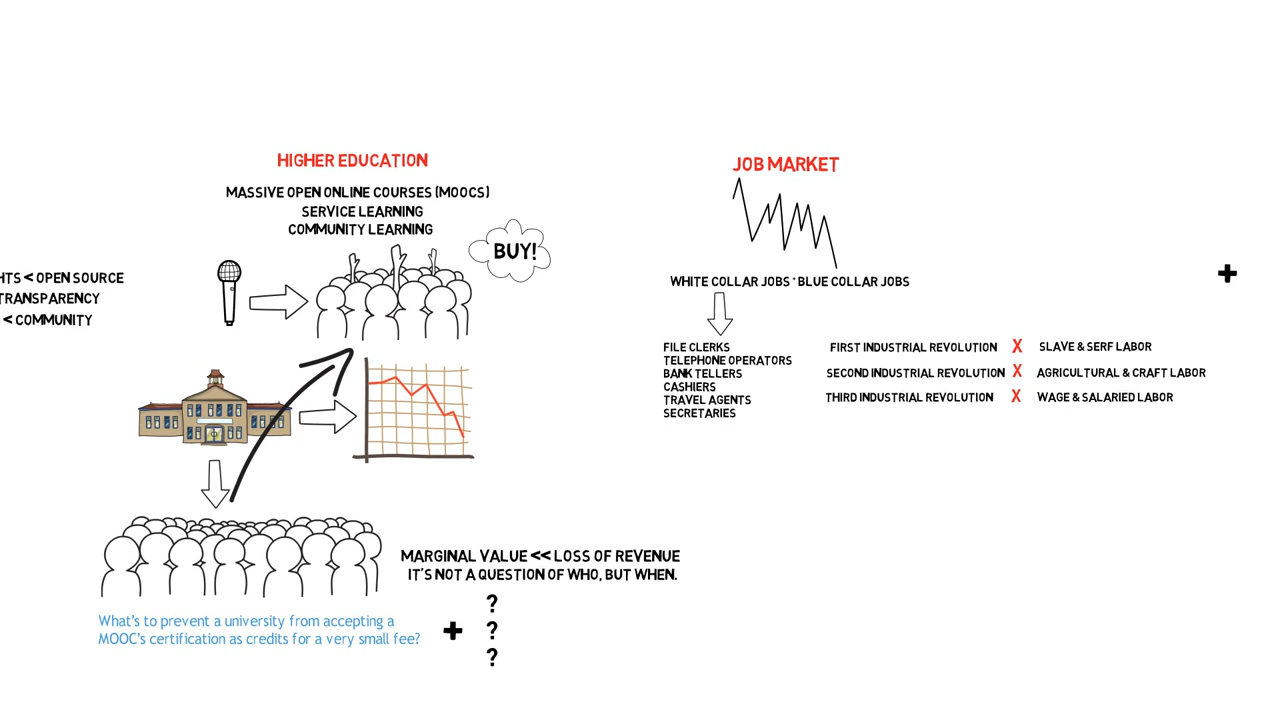 HIGHER EDUCATION
MASSIVE OPEN ONLINE COURSES (MOOCS)
SERVICE LEARNING
COMMUNITY LEARNING
BUY!
< OPEN SOURCE
TRANSPARENCY
< COMMUNITY
MARGINAL VALUE << LOSS OF REVENUE
IT'S NOT A QUESTION OF WHO, BUT WHEN.
What's to prevent a university from accepting a
MOOC's certification as credits for a very small fee?
+
?
?
?
JOB MARKET
WHITE COLLAR JOBS * BLUE COLLAR JOBS
FILE CLERKS
TELEPHONE OPERATORS
BANK TELLERS
CASHIERS
TRAVEL AGENTS
SECRETARIES
FIRST INDUSTRIAL REVOLUTION X SLAVE & SERF LABOR
SECOND INDUSTRIAL REVOLUTION X AGRICULTURAL & CRAFT LABOR
THIRD INDUSTRIAL REVOLUTION X WAGE & SALARIED LABOR
+